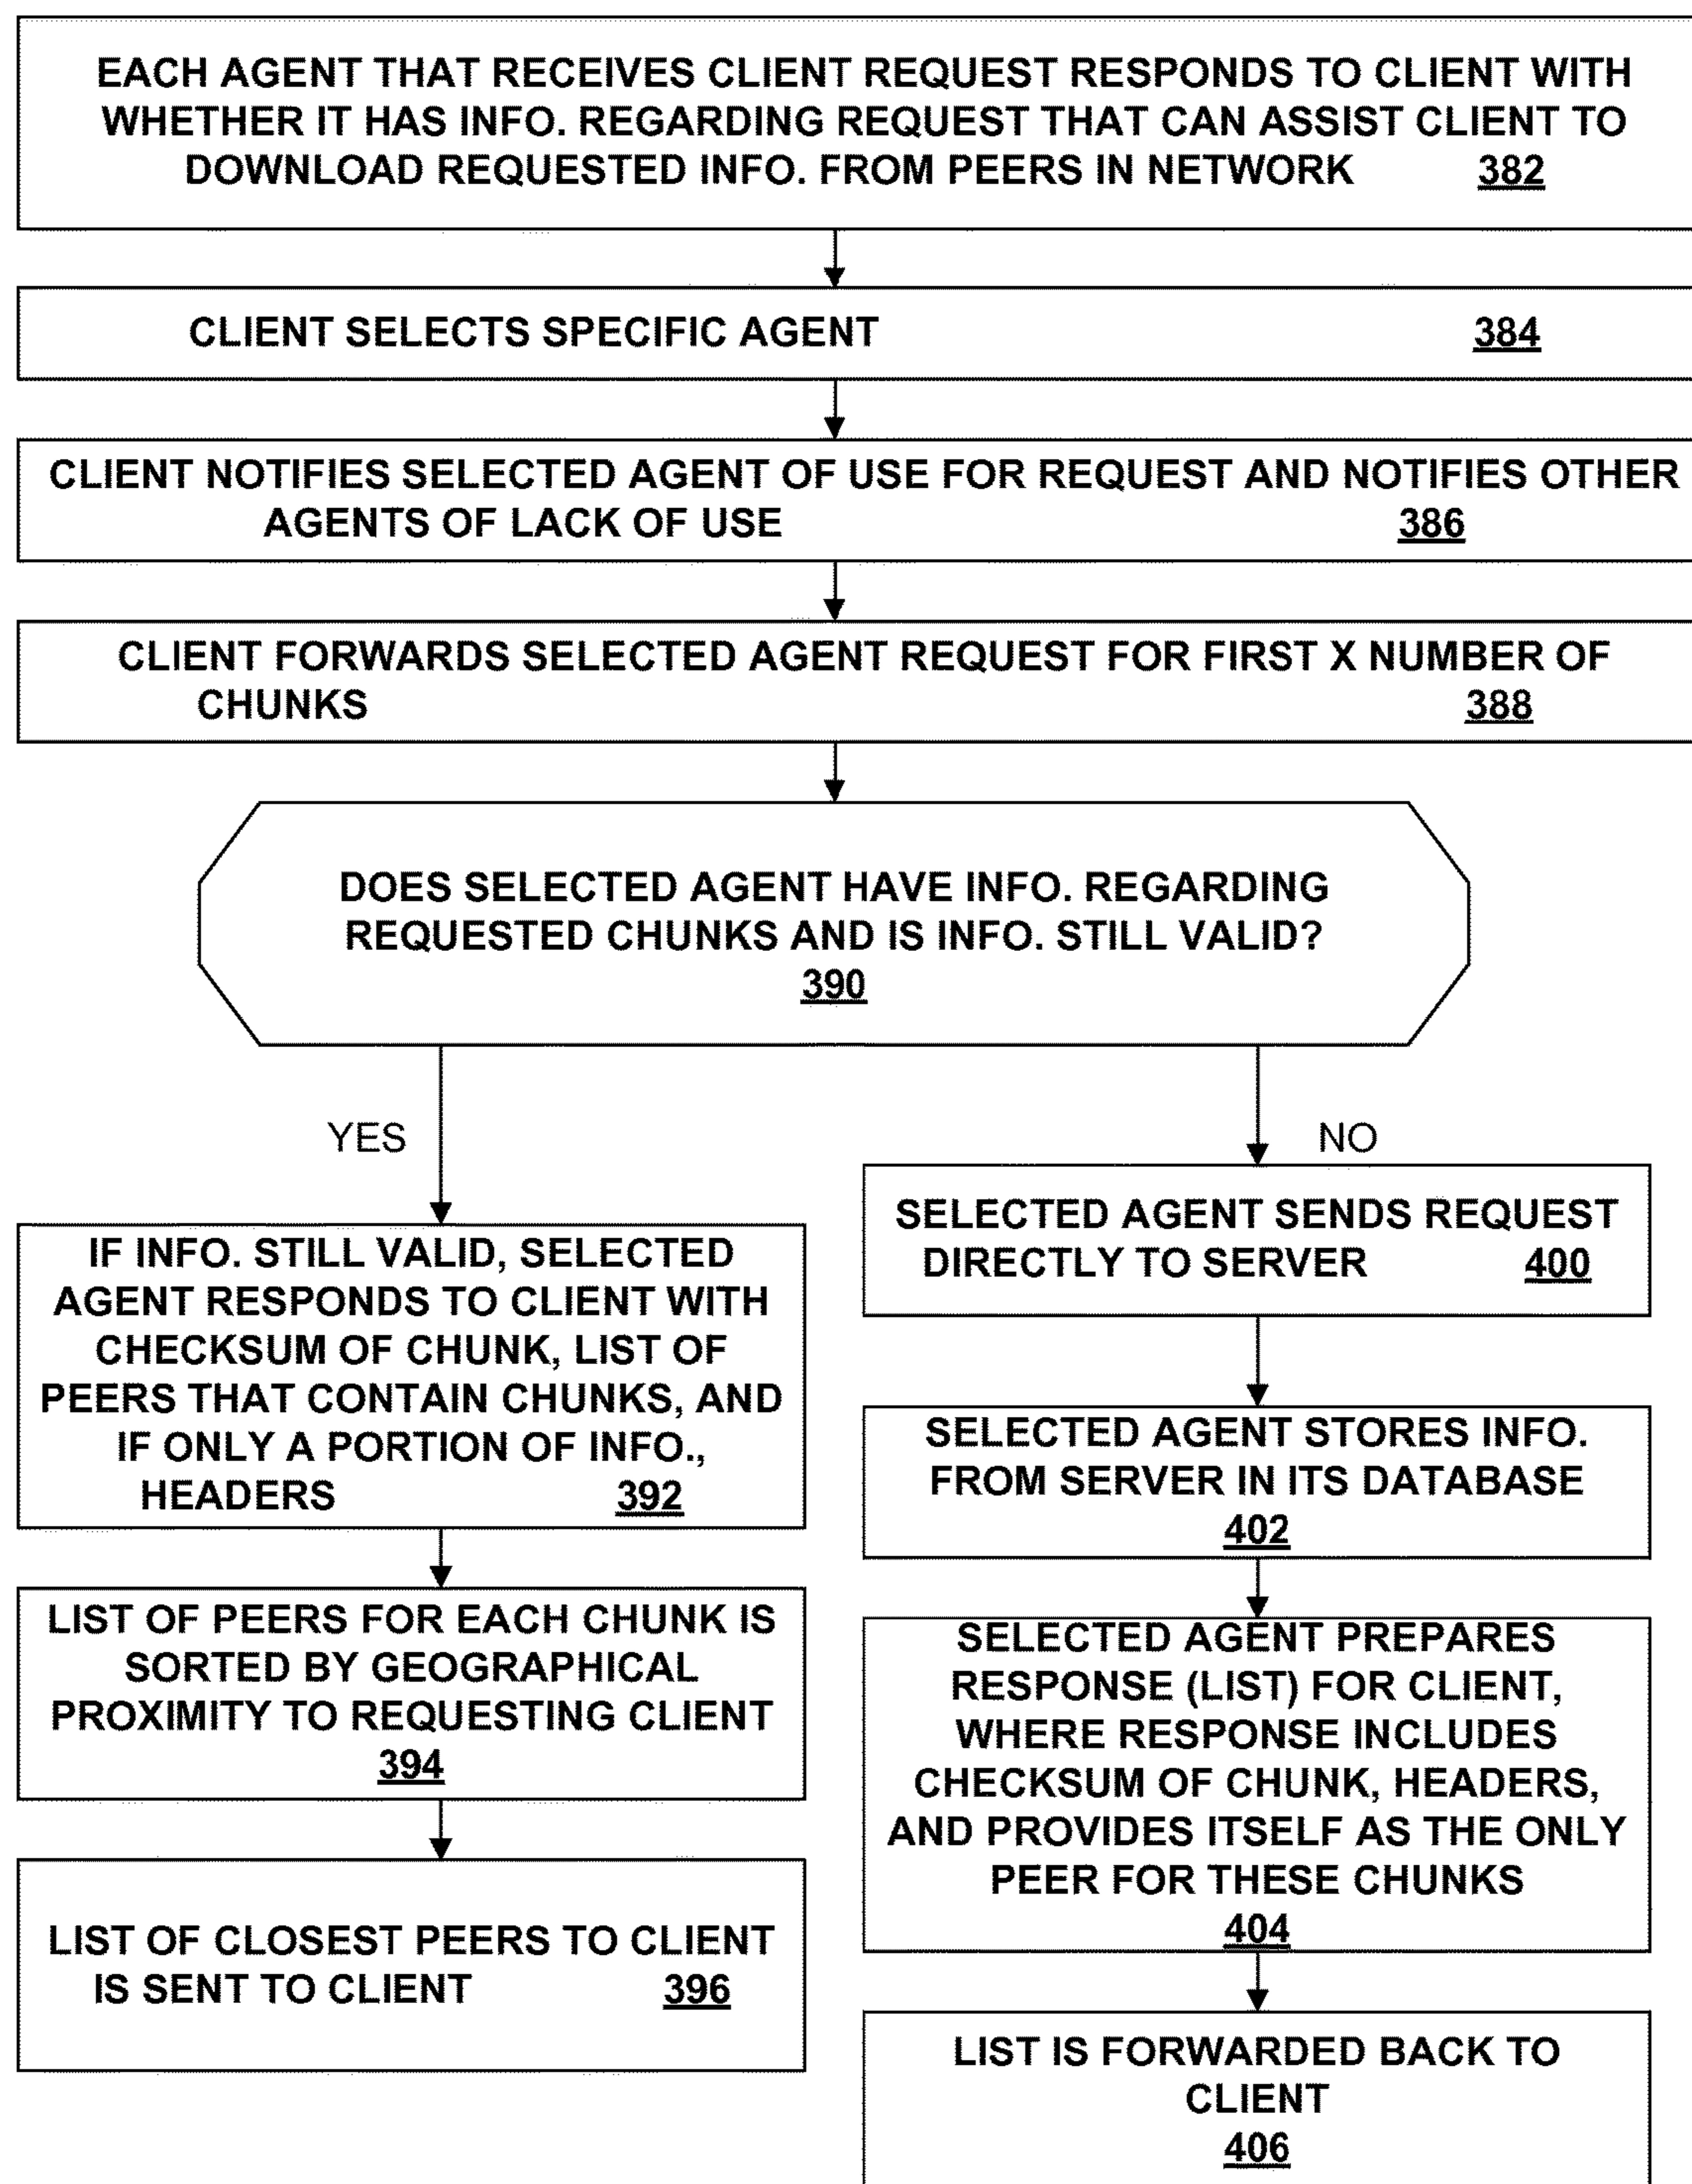 EACH AGENT THAT RECEIVES CLIENT REQUEST RESPONDS TO CLIENT WITH
WHETHER IT HAS INFO. REGARDING REQUEST THAT CAN ASSIST CLIENT TO
DOWNLOAD REQUESTED INFO. FROM PEERS IN NETWORK 382
CLIENT SELECTS SPECIFIC AGENT 384
CLIENT NOTIFIES SELECTED AGENT OF USE FOR REQUEST AND NOTIFIES OTHER
AGENTS OF LACK OF USE 386
CLIENT FORWARDS SELECTED AGENT REQUEST FOR FIRST X NUMBER OF
CHUNKS 388
DOES SELECTED AGENT HAVE INFO. REGARDING
REQUESTED CHUNKS AND IS INFO. STILL VALID?
390
YES
IF INFO. STILL VALID, SELECTED
AGENT RESPONDS TO CLIENT WITH
CHECKSUM OF CHUNK, LIST OF
PEERS THAT CONTAIN CHUNKS, AND
IF ONLY A PORTION OF INFO.,
HEADERS 392
LIST OF PEERS FOR EACH CHUNK IS
SORTED BY GEOGRAPHICAL
PROXIMITY TO REQUESTING CLIENT
394
LIST OF CLOSEST PEERS TO CLIENT
IS SENT TO CLIENT 396
NO
SELECTED AGENT SENDS REQUEST
DIRECTLY TO SERVER 400
SELECTED AGENT STORES INFO.
FROM SERVER IN ITS DATABASE
402
SELECTED AGENT PREPARES
RESPONSE (LIST) FOR CLIENT,
WHERE RESPONSE INCLUDES
CHECKSUM OF CHUNK, HEADERS,
AND PROVIDES ITSELF AS THE ONLY
PEER FOR THESE CHUNKS
404
LIST IS FORWARDED BACK TO
CLIENT
406